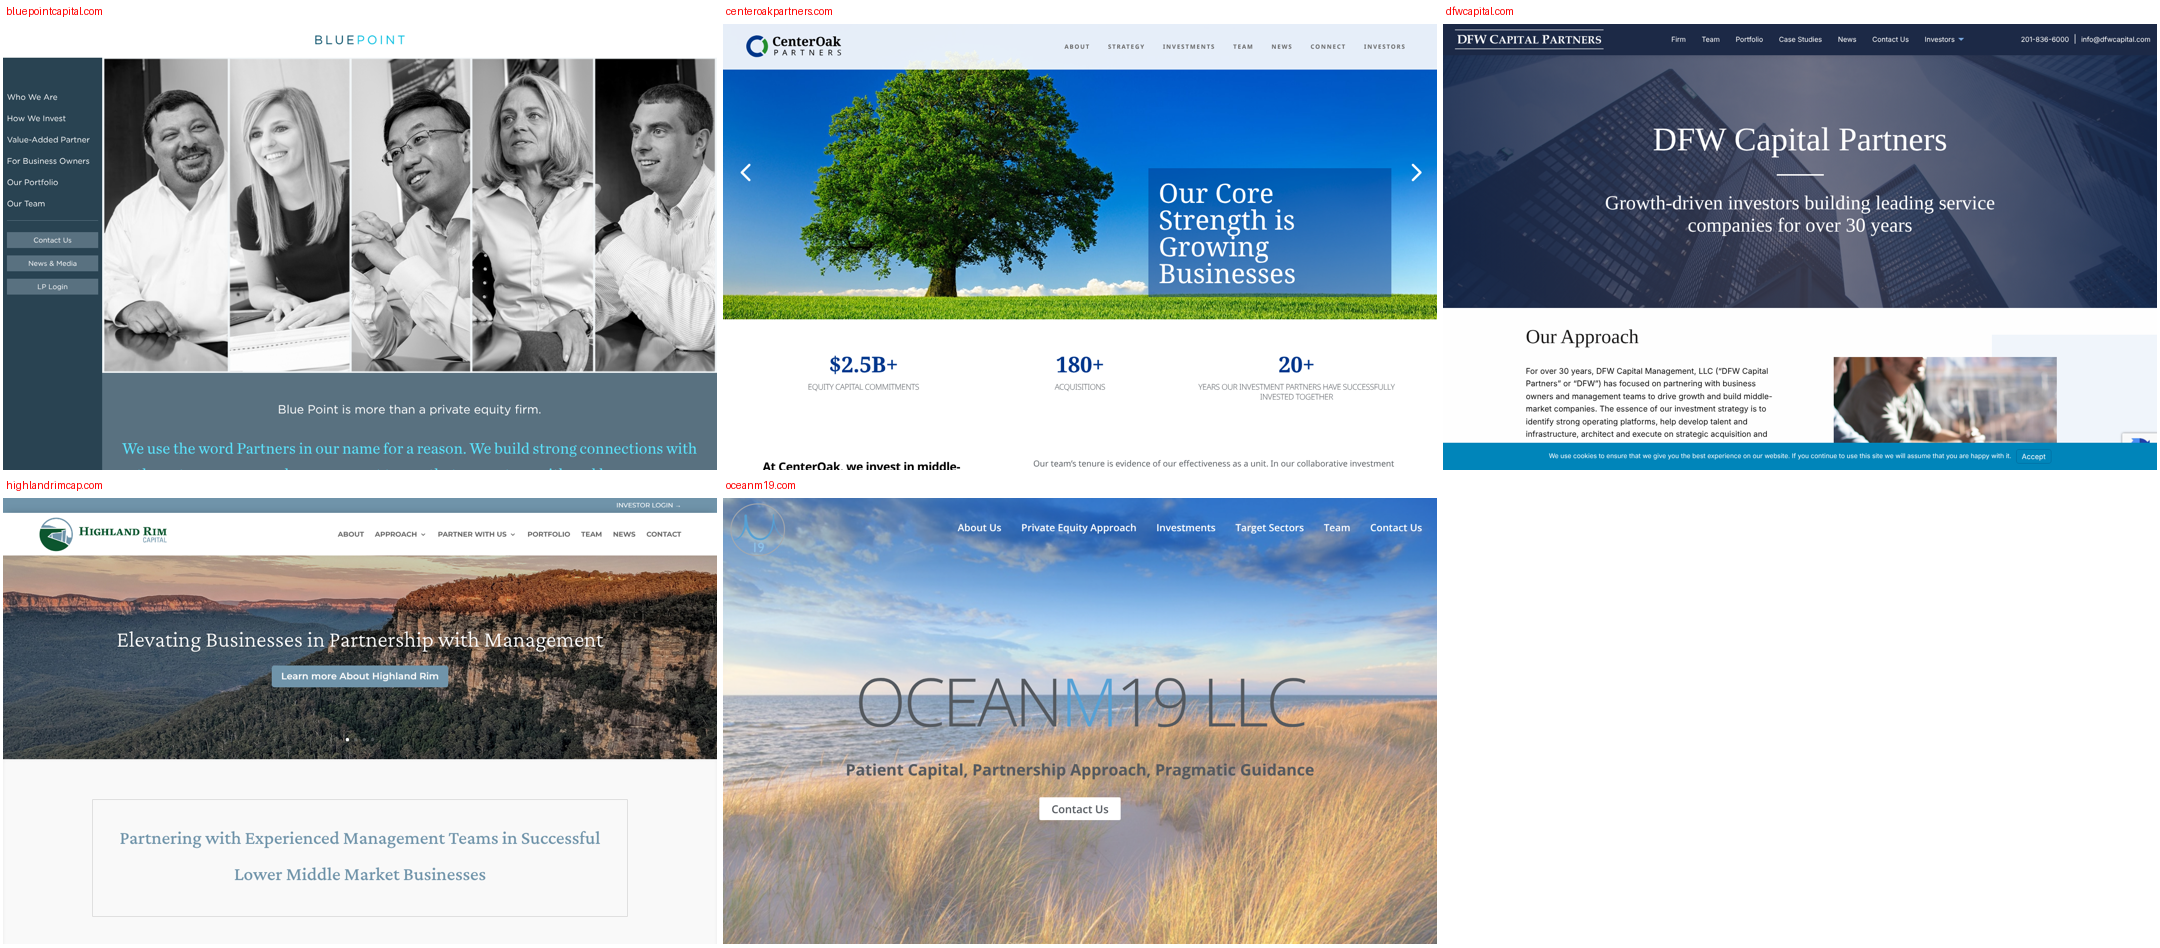 bluepointcapital.com
BLUEPOINT
Who We Are
How We Invest
Value-Added Partner
For Business Owners
Our Portfolio
Our Team
Contact Us
News & Media
LP Login
Blue Point is more than a private equity firm.
We use the word Partners in our name for a reason. We build strong connections with
centeroakpartners.com
CenterOak
PARTNERS
ABOUT STRATEGY INVESTMENTS TEAM NEWS CONNECT INVESTORS
Our Core
Strength is
Growing
Businesses
$2.5B+
EQUITY CAPITAL COMMITMENTS
180+
ACQUISITIONS
20+
YEARS OUR INVESTMENT PARTNERS HAVE SUCCESSFULLY
INVESTED TOGETHER
At CenterOak, we invest in middle-
Our team's tenure is evidence of our effectiveness as a unit. In our collaborative investment
dfwcapital.com
DFW CAPITAL PARTNERS
Firm Team Portfolio Case Studies News Contact Us Investors
201-836-6000 | info@dfwcapital.com
DFW Capital Partners
Growth-driven investors building leading service
companies for over 30 years
Our Approach
For over 30 years, DFW Capital Management, LLC ("DFW Capital
Partners" or "DFW") has focused on partnering with business
owners and management teams to drive growth and build middle-
market companies. The essence of our investment strategy is to
identify strong operating platforms, help develop talent and
infrastructure, architect and execute on strategic acquisition and
We use cookies to ensure that we give you the best experience on our website. If you continue to use this site we will assume that you are happy with it.
Accept
highlandrimcap.com
INVESTOR LOGIN
HIGHLAND RIM
CAPITAL
ABOUT APPROACH PARTNER WITH US PORTFOLIO TEAM NEWS CONTACT
Elevating Businesses in Partnership with Management
Learn more About Highland Rim
Partnering with Experienced Management Teams in Successful
Lower Middle Market Businesses
oceanm19.com
19
About Us Private Equity Approach Investments Target Sectors Team Contact Us
OCEANM19 LLC
Patient Capital, Partnership Approach, Pragmatic Guidance
Contact Us